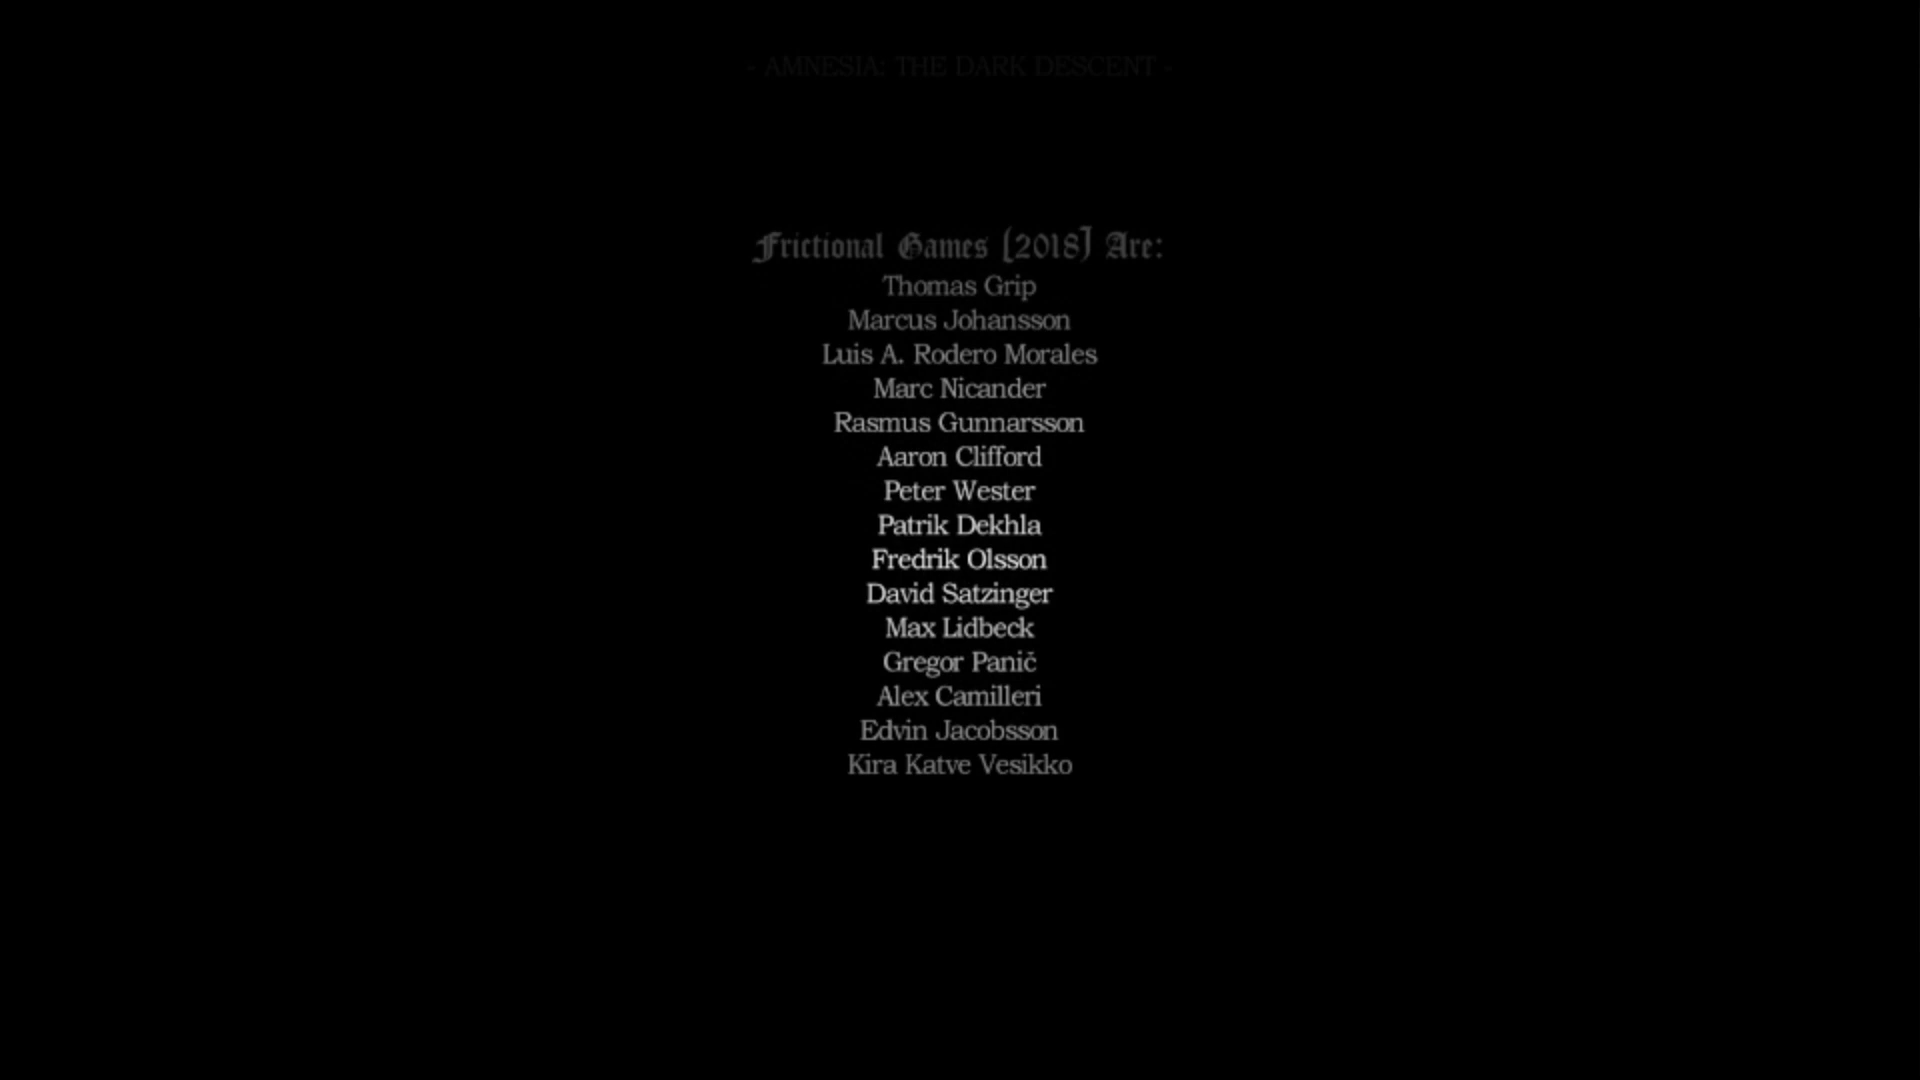 - AMNESIA: THE DARK DESCENT -
Frictional Games (2018) Are:
Thomas Grip
Marcus Johansson
Luis A. Rodero Morales
Marc Nicander
Rasmus Gunnarsson
Aaron Clifford
Peter Wester
Patrik Dekhla
Fredrik Olsson
David Satzinger
Max Lidbeck
Gregor Panič
Alex Camilleri
Edvin Jacobsson
Kira Katve Vesikko